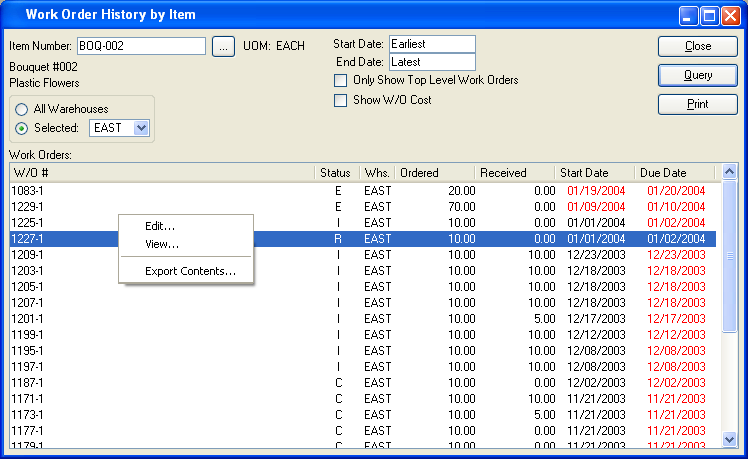 Work Order History by Item
Item Number: BOQ-002 ... UOM: EACH
Bouquet #002
Plastic Flowers
Start Date: Earliest
End Date: Latest
Only Show Top Level Work Orders
Show W/O Cost
Close
Query
Print
All Warehouses
Selected: EAST
Work Orders:
W/O # Status Whs. Ordered Received Start Date Due Date
1083-1 E EAST 20.00 0.00 01/19/2004 01/20/2004
1229-1 E EAST 70.00 0.00 01/09/2004 01/10/2004
1225-1 I EAST 10.00 0.00 01/01/2004 01/02/2004
1227-1 R EAST 10.00 0.00 01/01/2004 01/02/2004
1209-1 I EAST 10.00 10.00 12/23/2003 12/23/2003
1203-1 I EAST 10.00 10.00 12/18/2003 12/18/2003
1205-1 I EAST 10.00 10.00 12/18/2003 12/18/2003
1207-1 I EAST 10.00 10.00 12/18/2003 12/18/2003
1201-1 I EAST 10.00 5.00 12/17/2003 12/17/2003
1199-1 I EAST 10.00 10.00 12/12/2003 12/12/2003
1195-1 I EAST 10.00 10.00 12/08/2003 12/08/2003
1197-1 I EAST 10.00 10.00 12/08/2003 12/08/2003
1187-1 C EAST 10.00 0.00 12/02/2003 12/02/2003
1171-1 C EAST 10.00 10.00 11/21/2003 11/21/2003
1173-1 C EAST 10.00 5.00 11/21/2003 11/21/2003
1177-1 C EAST 10.00 0.00 11/21/2003 11/21/2003
1179-1 C EAST 10.00 0.00 11/21/2003 11/21/2003
Edit...
View...
Export Contents...